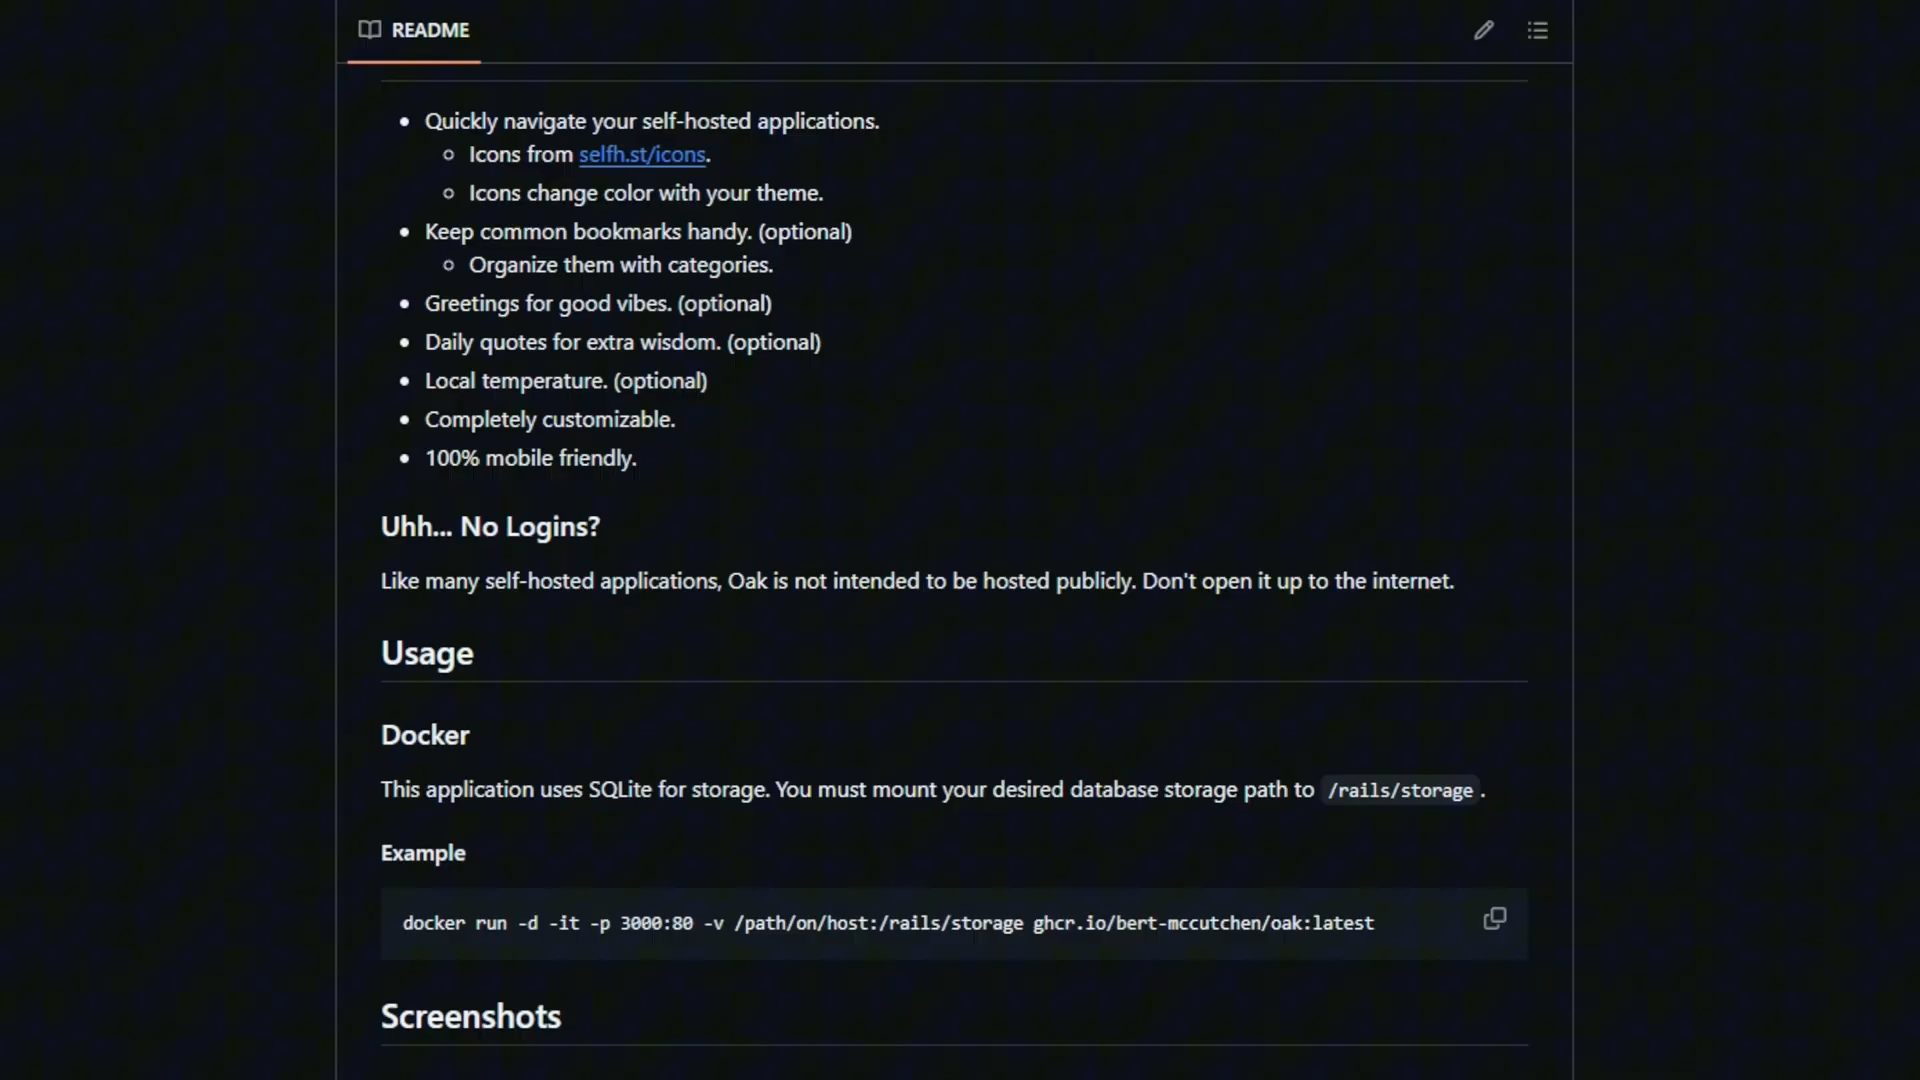 README
Quickly navigate your self-hosted applications.
Icons from selfh.st/icons.
Icons change color with your theme.
Keep common bookmarks handy. (optional)
Organize them with categories.
Greetings for good vibes. (optional)
Daily quotes for extra wisdom. (optional)
Local temperature. (optional)
Completely customizable.
100% mobile friendly.
Uhh... No Logins?
Like many self-hosted applications, Oak is not intended to be hosted publicly. Don't open it up to the internet.
Usage
Docker
This application uses SQLite for storage. You must mount your desired database storage path to /rails/storage.
Example
docker run -d -it -p 3000:80 -v /path/on/host:/rails/storage ghcr.io/bert-mccutchen/oak:latest
Screenshots